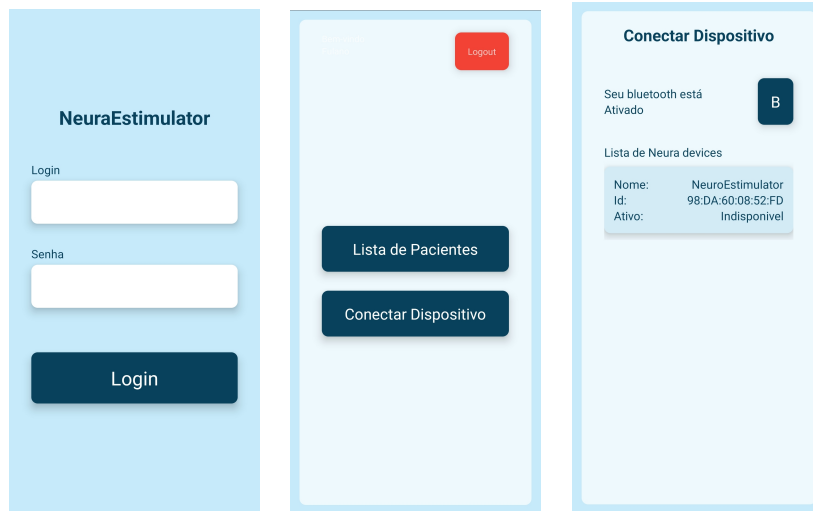 NeuraEstimulator
Login
Senha
Login
Logout
Lista de Pacientes
Conectar Dispositivo
Conectar Dispositivo
Seu bluetooth está
Ativado
B
Lista de Neura devices
Nome: NeuroEstimulator
Id: 98:DA:60:08:52:FD
Ativo: Indisponivel